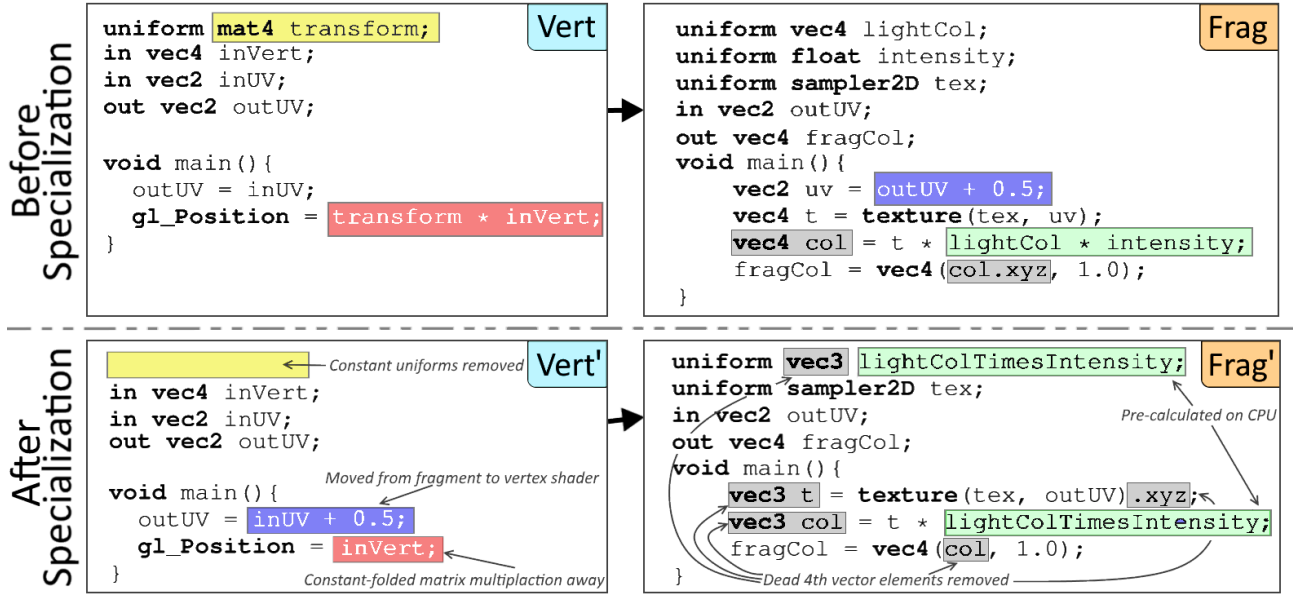 Before
Specialization
Vert
uniform mat4 transform;
in vec4 inVert;
in vec2 inUV;
out vec2 outUV;
void main(){
outUV = inUV;
gl_Position = transform * inVert;
}
Frag
uniform vec4 lightCol;
uniform float intensity;
uniform sampler2D tex;
in vec2 outUV;
out vec4 fragCol;
void main(){
vec2 uv = outUV + 0.5;
vec4 t = texture(tex, uv);
vec4 col = t * lightCol * intensity;
fragCol = vec4(col.xyz, 1.0);
}
After
Specialization
Vert'
Constant uniforms removed
in vec4 inVert;
in vec2 inUV;
out vec2 outUV;
Moved from fragment to vertex shader
void main(){
outUV = inUV + 0.5;
gl_Position = inVert;
Constant-folded matrix multiplaction away
}
Frag'
uniform vec3 lightColTimesIntensity;
uniform sampler2D tex;
in vec2 outUV;
Pre-calculated on CPU
out vec4 fragCol;
void main(){
vec3 t = texture(tex, outUV).xyz;
vec3 col = t * lightColTimesIntensity;
fragCol = vec4(col, 1.0);
} Dead 4th vector elements removed